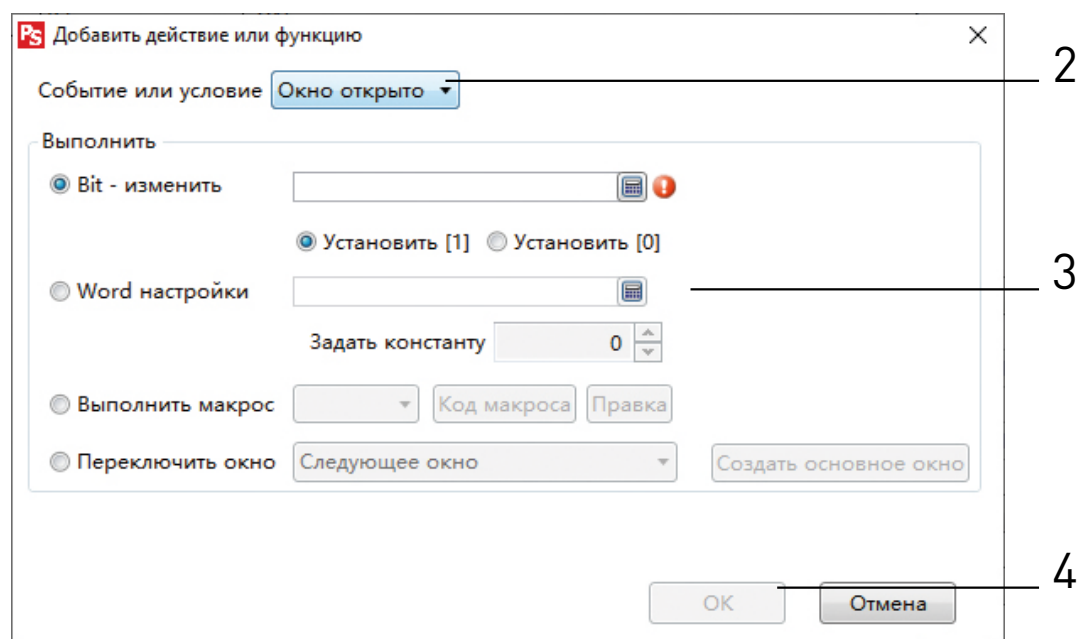 PS Добавить действие или функцию
2
Событие или условие Окно открыто
Выполнить
Bit - изменить
Установить [1] Установить [0]
3
Word настройки
Задать константу 0
Выполнить макрос Код макроса Правка
Переключить окно Следующее окно Создать основное окно
4
OK Отмена